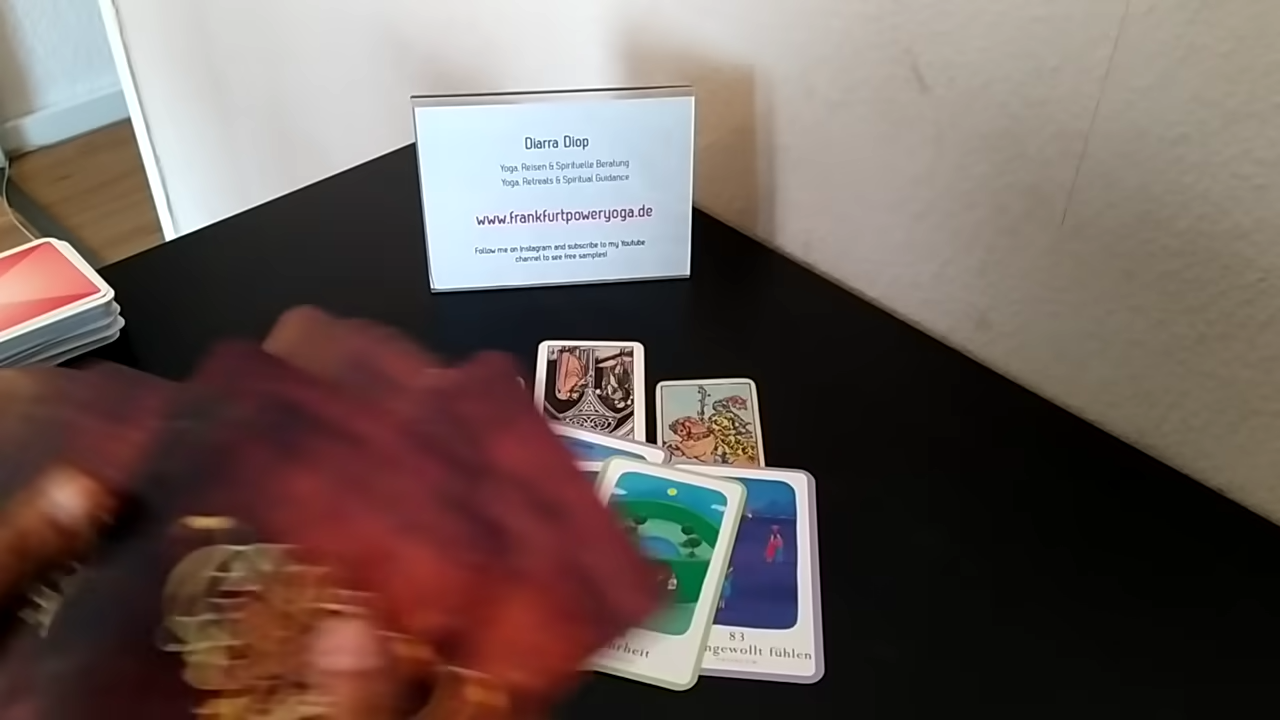 Diarra Diop
Yoga, Reisen & Spirituelle Beratung
Yoga, Retreats & Spiritual Guidance
www.frankfurtpoweryoga.de
Follow me on Instagram and subscribe to my Youtube
channel to see free samples!
83
fühlen